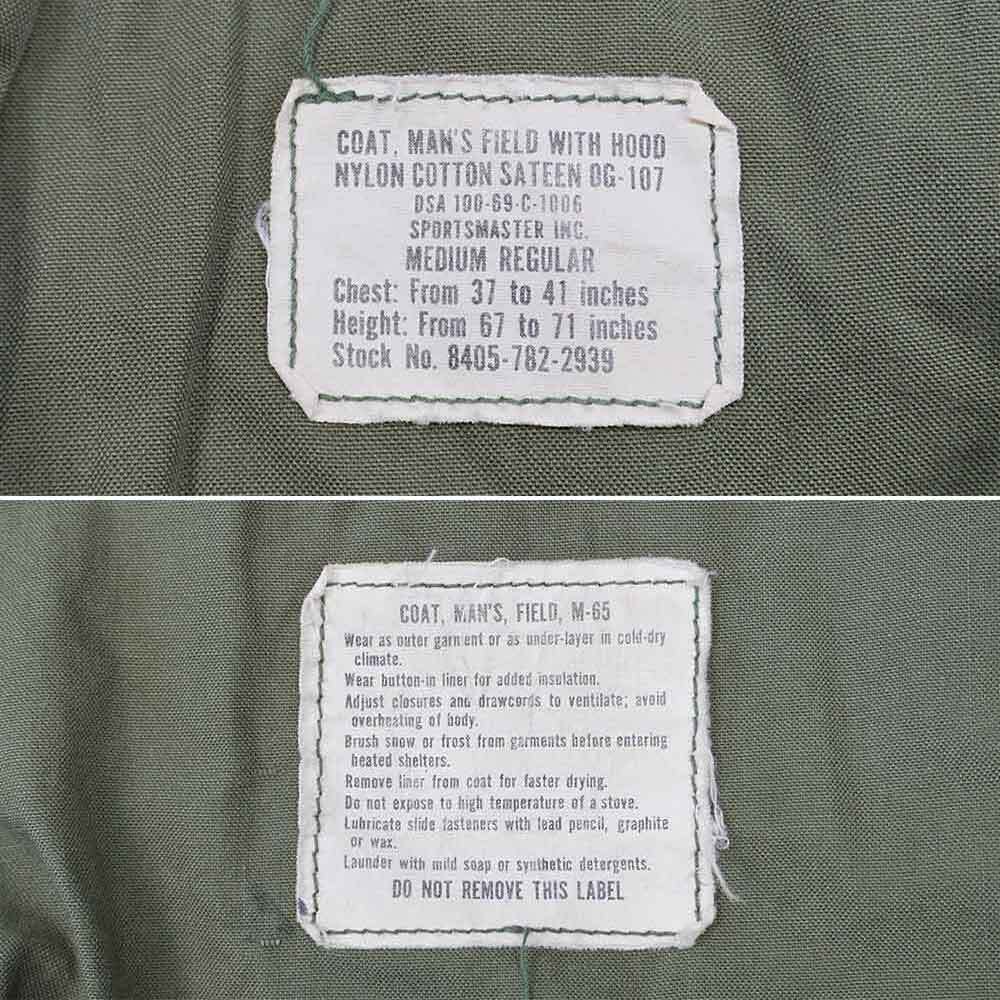 COAT, MAN'S FIELD WITH HOOD
NYLON COTTON SATEEN OG-107
DSA 100-69-C-1006
SPORTSMASTER INC.
MEDIUM REGULAR
Chest: From 37 to 41 inches
Height: From 67 to 71 inches
Stock No. 8405-782-2939
COAT, MAN'S, FIELD, M-65
Wear as outer garment or as under-layer in cold-dry
climate.
Wear button-in liner for added insulation.
Adjust closures and drawcords to ventilate; avoid
overheating of body.
Brush snow or frost from garments before entering
heated shelters.
Remove liner from coat for faster drying.
Do not expose to high temperature of a stove.
Lubricate slide fasteners with lead pencil, graphite
or wax.
Launder with mild soap or synthetic detergents.
DO NOT REMOVE THIS LABEL